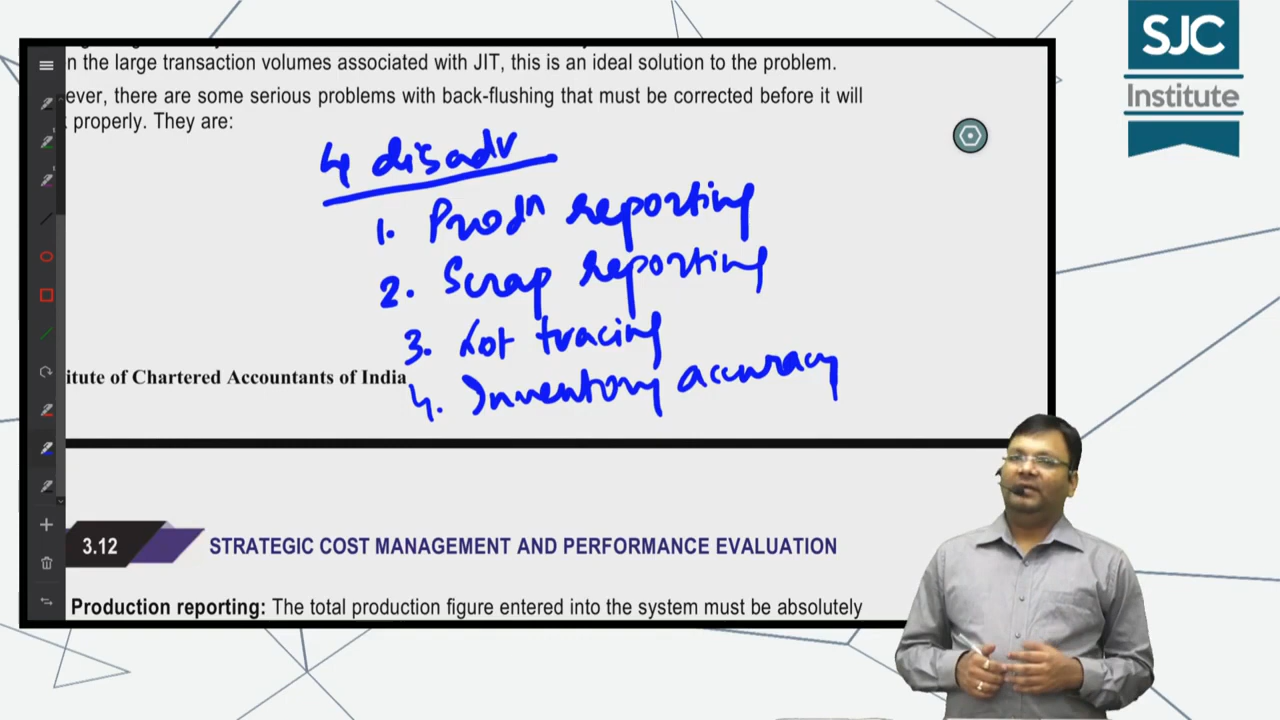 SJC
Institute
n the large transaction volumes associated with JIT, this is an ideal solution to the problem.
ever, there are some serious problems with back-flushing that must be corrected before it will
properly. They are:
4 disadv
1. Prodn reporting
2. Scrap reporting
3. Lot tracing
itute of Chartered Accountants of India
4. Inventory accuracy
3.12 STRATEGIC COST MANAGEMENT AND PERFORMANCE EVALUATION
Production reporting: The total production figure entered into the system must be absolutely